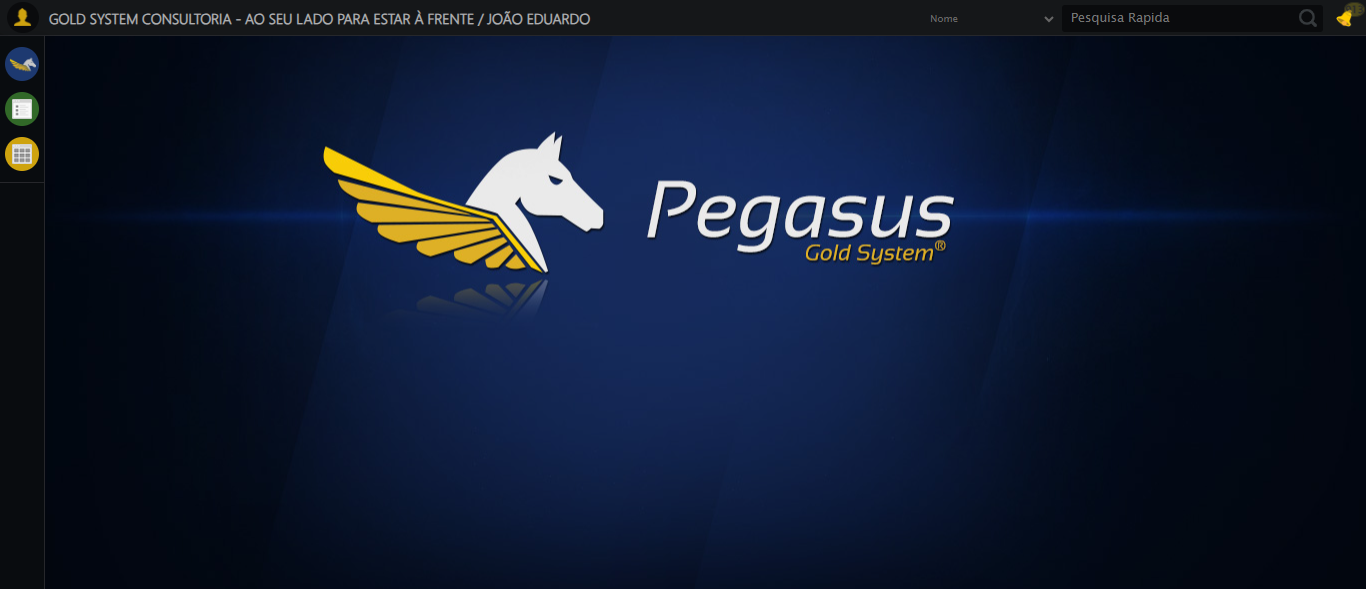 GOLD SYSTEM CONSULTORIA - AO SEU LADO PARA ESTAR À FRENTE / JOÃO EDUARDO
Nome
Pesquisa Rapida
Pegasus
Gold System®